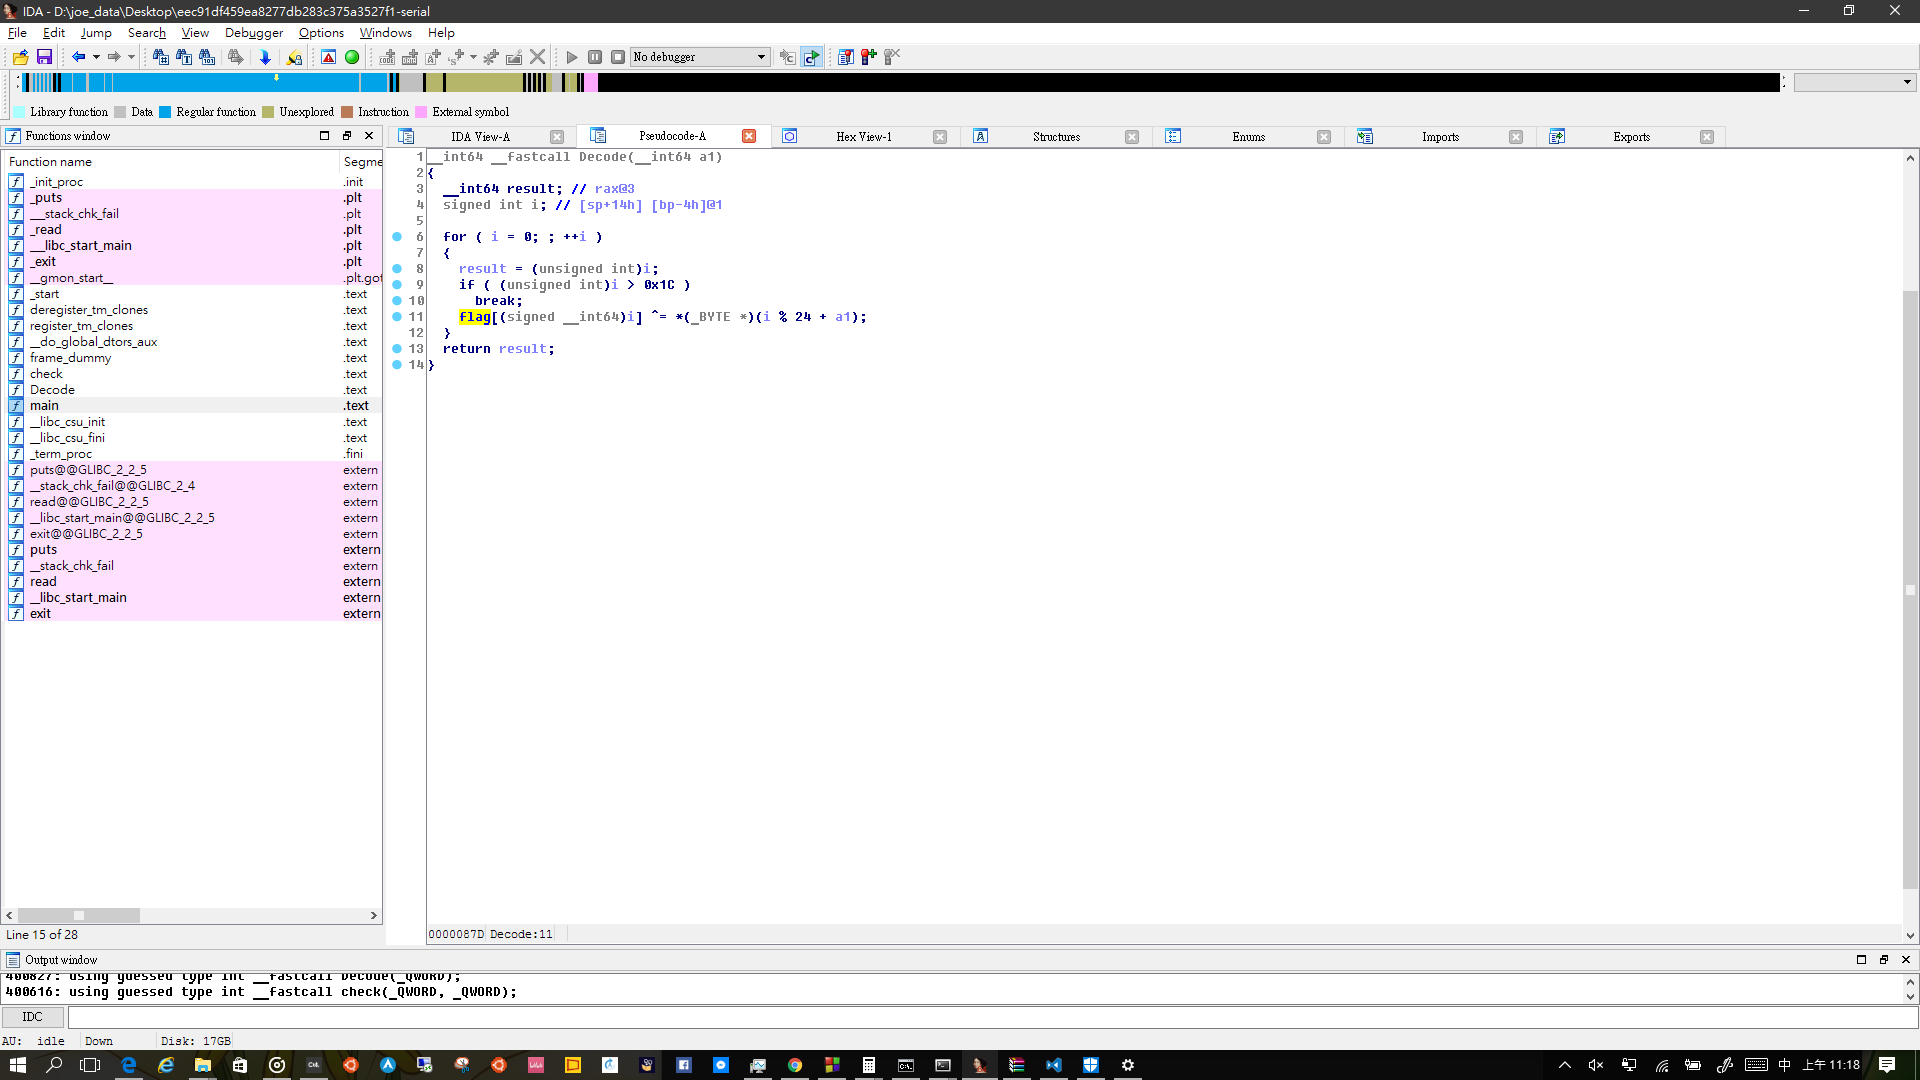 IDA - D:\joe_data\Desktop\eec91df459ea8277db283c375a3527f1-serial
File Edit Jump Search View Debugger Options Windows Help
No debugger
Library function Data Regular function Unexplored Instruction External symbol
Functions window
Function name Segme
_init_proc .init
_puts .plt
__stack_chk_fail .plt
_read .plt
__libc_start_main .plt
_exit .plt
__gmon_start__ .plt.got
_start .text
deregister_tm_clones .text
register_tm_clones .text
__do_global_dtors_aux .text
frame_dummy .text
check .text
Decode .text
main .text
__libc_csu_init .text
__libc_csu_fini .text
_term_proc .fini
puts@@GLIBC_2_2_5 extern
__stack_chk_fail@@GLIBC_2_4 extern
read@@GLIBC_2_2_5 extern
__libc_start_main@@GLIBC_2_2_5 extern
exit@@GLIBC_2_2_5 extern
puts extern
__stack_chk_fail extern
read extern
__libc_start_main extern
exit extern
Line 15 of 28
IDA View-A Pseudocode-A Hex View-1 Structures Enums Imports Exports
1 __int64 __fastcall Decode(__int64 a1)
2 {
3 __int64 result; // rax@3
4 signed int i; // [sp+14h] [bp-4h]@1
5
6 for ( i = 0; ; ++i )
7 {
8 result = (unsigned int)i;
9 if ( (unsigned int)i > 0x1C )
10 break;
11 flag[(signed __int64)i] ^= *(_BYTE *)(i % 24 + a1);
12 }
13 return result;
14 }
0000087D Decode:11
Output window
400827: using guessed type int __fastcall Decode(_QWORD);
400616: using guessed type int __fastcall check(_QWORD, _QWORD);
IDC
AU: idle Down Disk: 17GB
中 上午 11:18